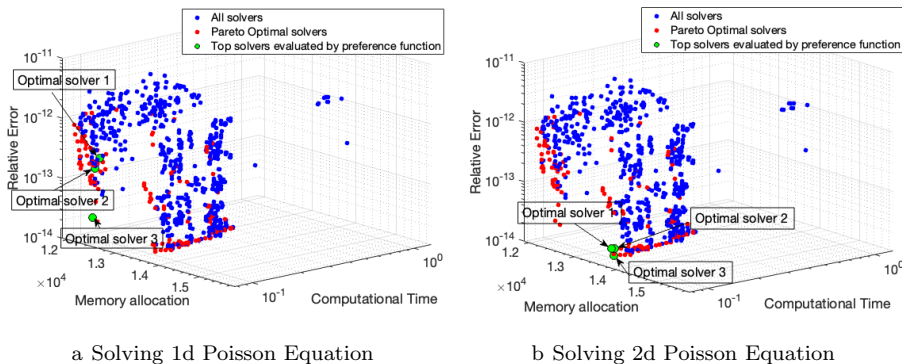 All solvers
Pareto Optimal solvers
Top solvers evaluated by preference function
10^-11
Optimal solver 1
10^-12
Relative Error
10^-13
Optimal solver 2
Optimal solver 3
10^-14
1.2
1.3
1.4
1.5
×10^4
Memory allocation
10^-1
10^0
Computational Time
a Solving 1d Poisson Equation
All solvers
Pareto Optimal solvers
Top solvers evaluated by preference function
10^-11
10^-12
Relative Error
10^-13
Optimal solver 1
Optimal solver 2
Optimal solver 3
10^-14
1.2
1.3
1.4
1.5
×10^4
Memory allocation
10^-1
10^0
Computational Time
b Solving 2d Poisson Equation